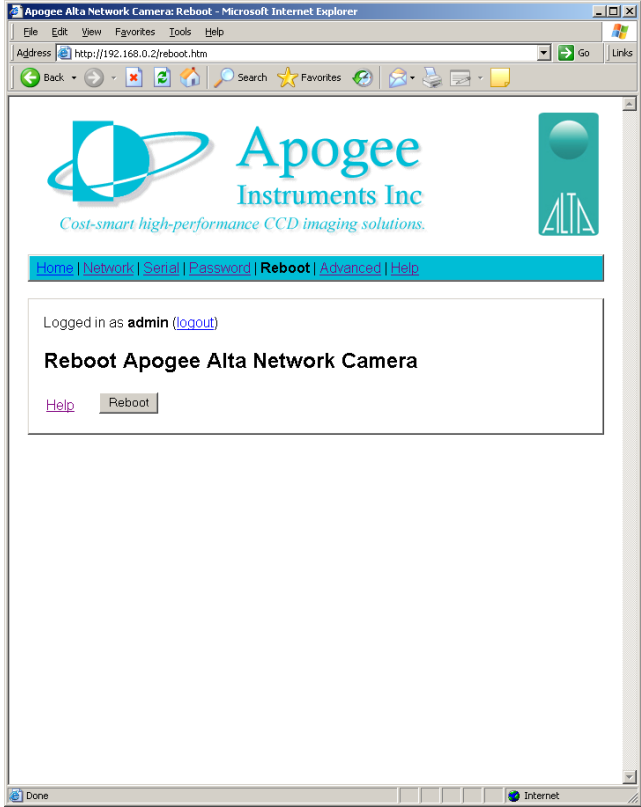 Apogee Alta Network Camera: Reboot - Microsoft Internet Explorer
File Edit View Favorites Tools Help
Address http://192.168.0.2/reboot.htm Go Links
Back Search Favorites
Apogee
Instruments Inc
Cost-smart high-performance CCD imaging solutions.
ALTA
Home | Network | Serial | Password | Reboot | Advanced | Help
Logged in as admin (logout)
Reboot Apogee Alta Network Camera
Help Reboot
Done Internet